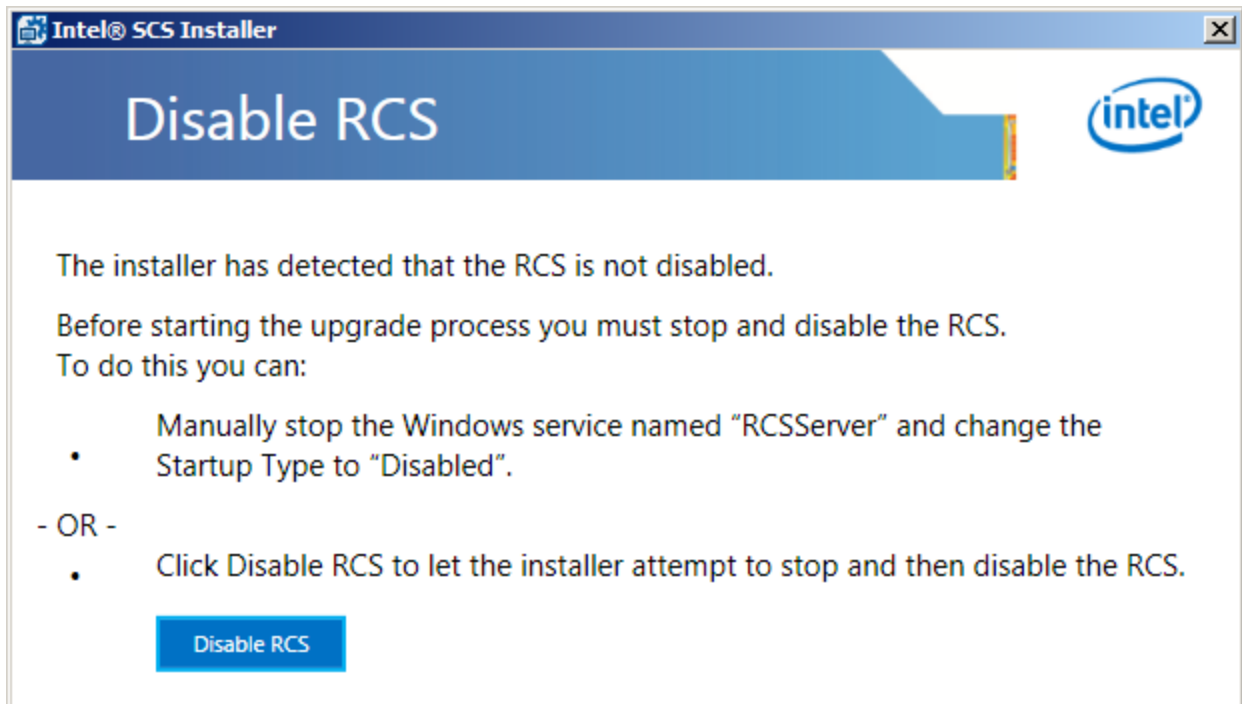 Intel® SCS Installer
Disable RCS
intel®
The installer has detected that the RCS is not disabled.
Before starting the upgrade process you must stop and disable the RCS.
To do this you can:
• Manually stop the Windows service named “RCSServer” and change the
Startup Type to “Disabled”.
- OR -
• Click Disable RCS to let the installer attempt to stop and then disable the RCS.
Disable RCS